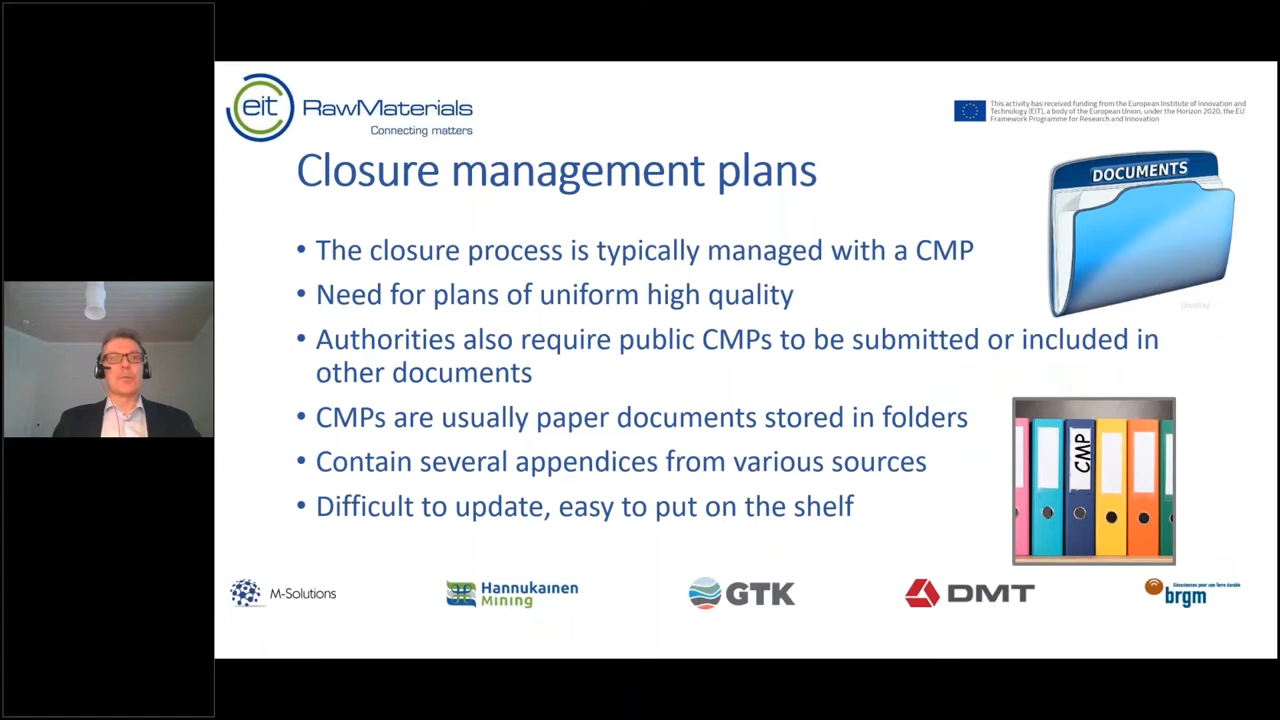 eit RawMaterials
Connecting matters
This activity has received funding from the European Institute of Innovation and
Technology (EIT), a body of the European Union, under the Horizon 2020, the EU
Framework Programme for Research and Innovation
Closure management plans
DOCUMENTS
• The closure process is typically managed with a CMP
• Need for plans of uniform high quality
pixabay
• Authorities also require public CMPs to be submitted or included in
other documents
• CMPs are usually paper documents stored in folders
CMP
• Contain several appendices from various sources
• Difficult to update, easy to put on the shelf
M-Solutions
Hannukainen
Mining
GTK
DMT
Géosciences pour une Terre durable
brgm